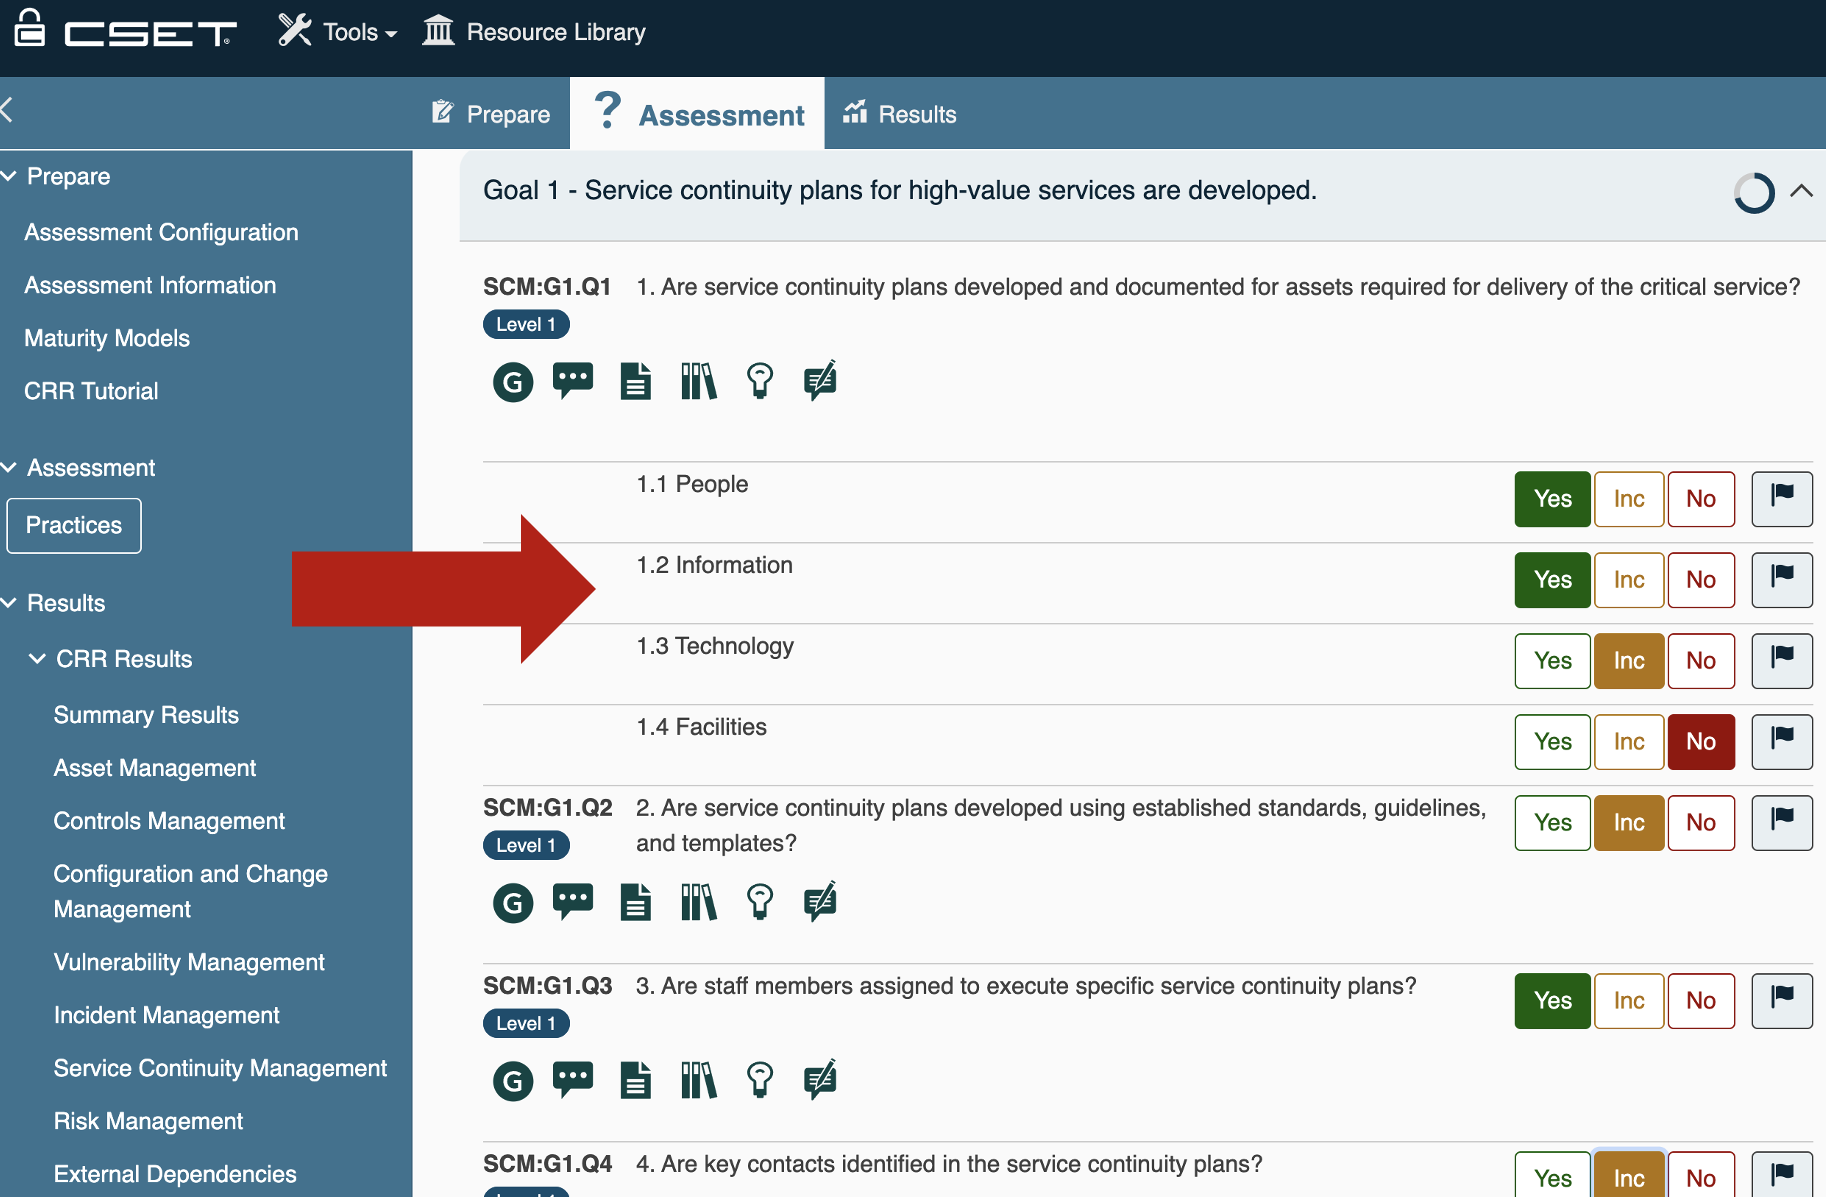 CSET
Tools
Resource Library
Prepare
Assessment
Results
Prepare
Assessment Configuration
Assessment Information
Maturity Models
CRR Tutorial
Assessment
Practices
Results
CRR Results
Summary Results
Asset Management
Controls Management
Configuration and Change
Management
Vulnerability Management
Incident Management
Service Continuity Management
Risk Management
External Dependencies
Goal 1 - Service continuity plans for high-value services are developed.
SCM:G1.Q1 1. Are service continuity plans developed and documented for assets required for delivery of the critical service?
Level 1
G
1.1 People Yes Inc No
1.2 Information Yes Inc No
1.3 Technology Yes Inc No
1.4 Facilities Yes Inc No
SCM:G1.Q2 2. Are service continuity plans developed using established standards, guidelines, Yes Inc No
and templates?
Level 1
G
SCM:G1.Q3 3. Are staff members assigned to execute specific service continuity plans? Yes Inc No
Level 1
G
SCM:G1.Q4 4. Are key contacts identified in the service continuity plans? Yes Inc No